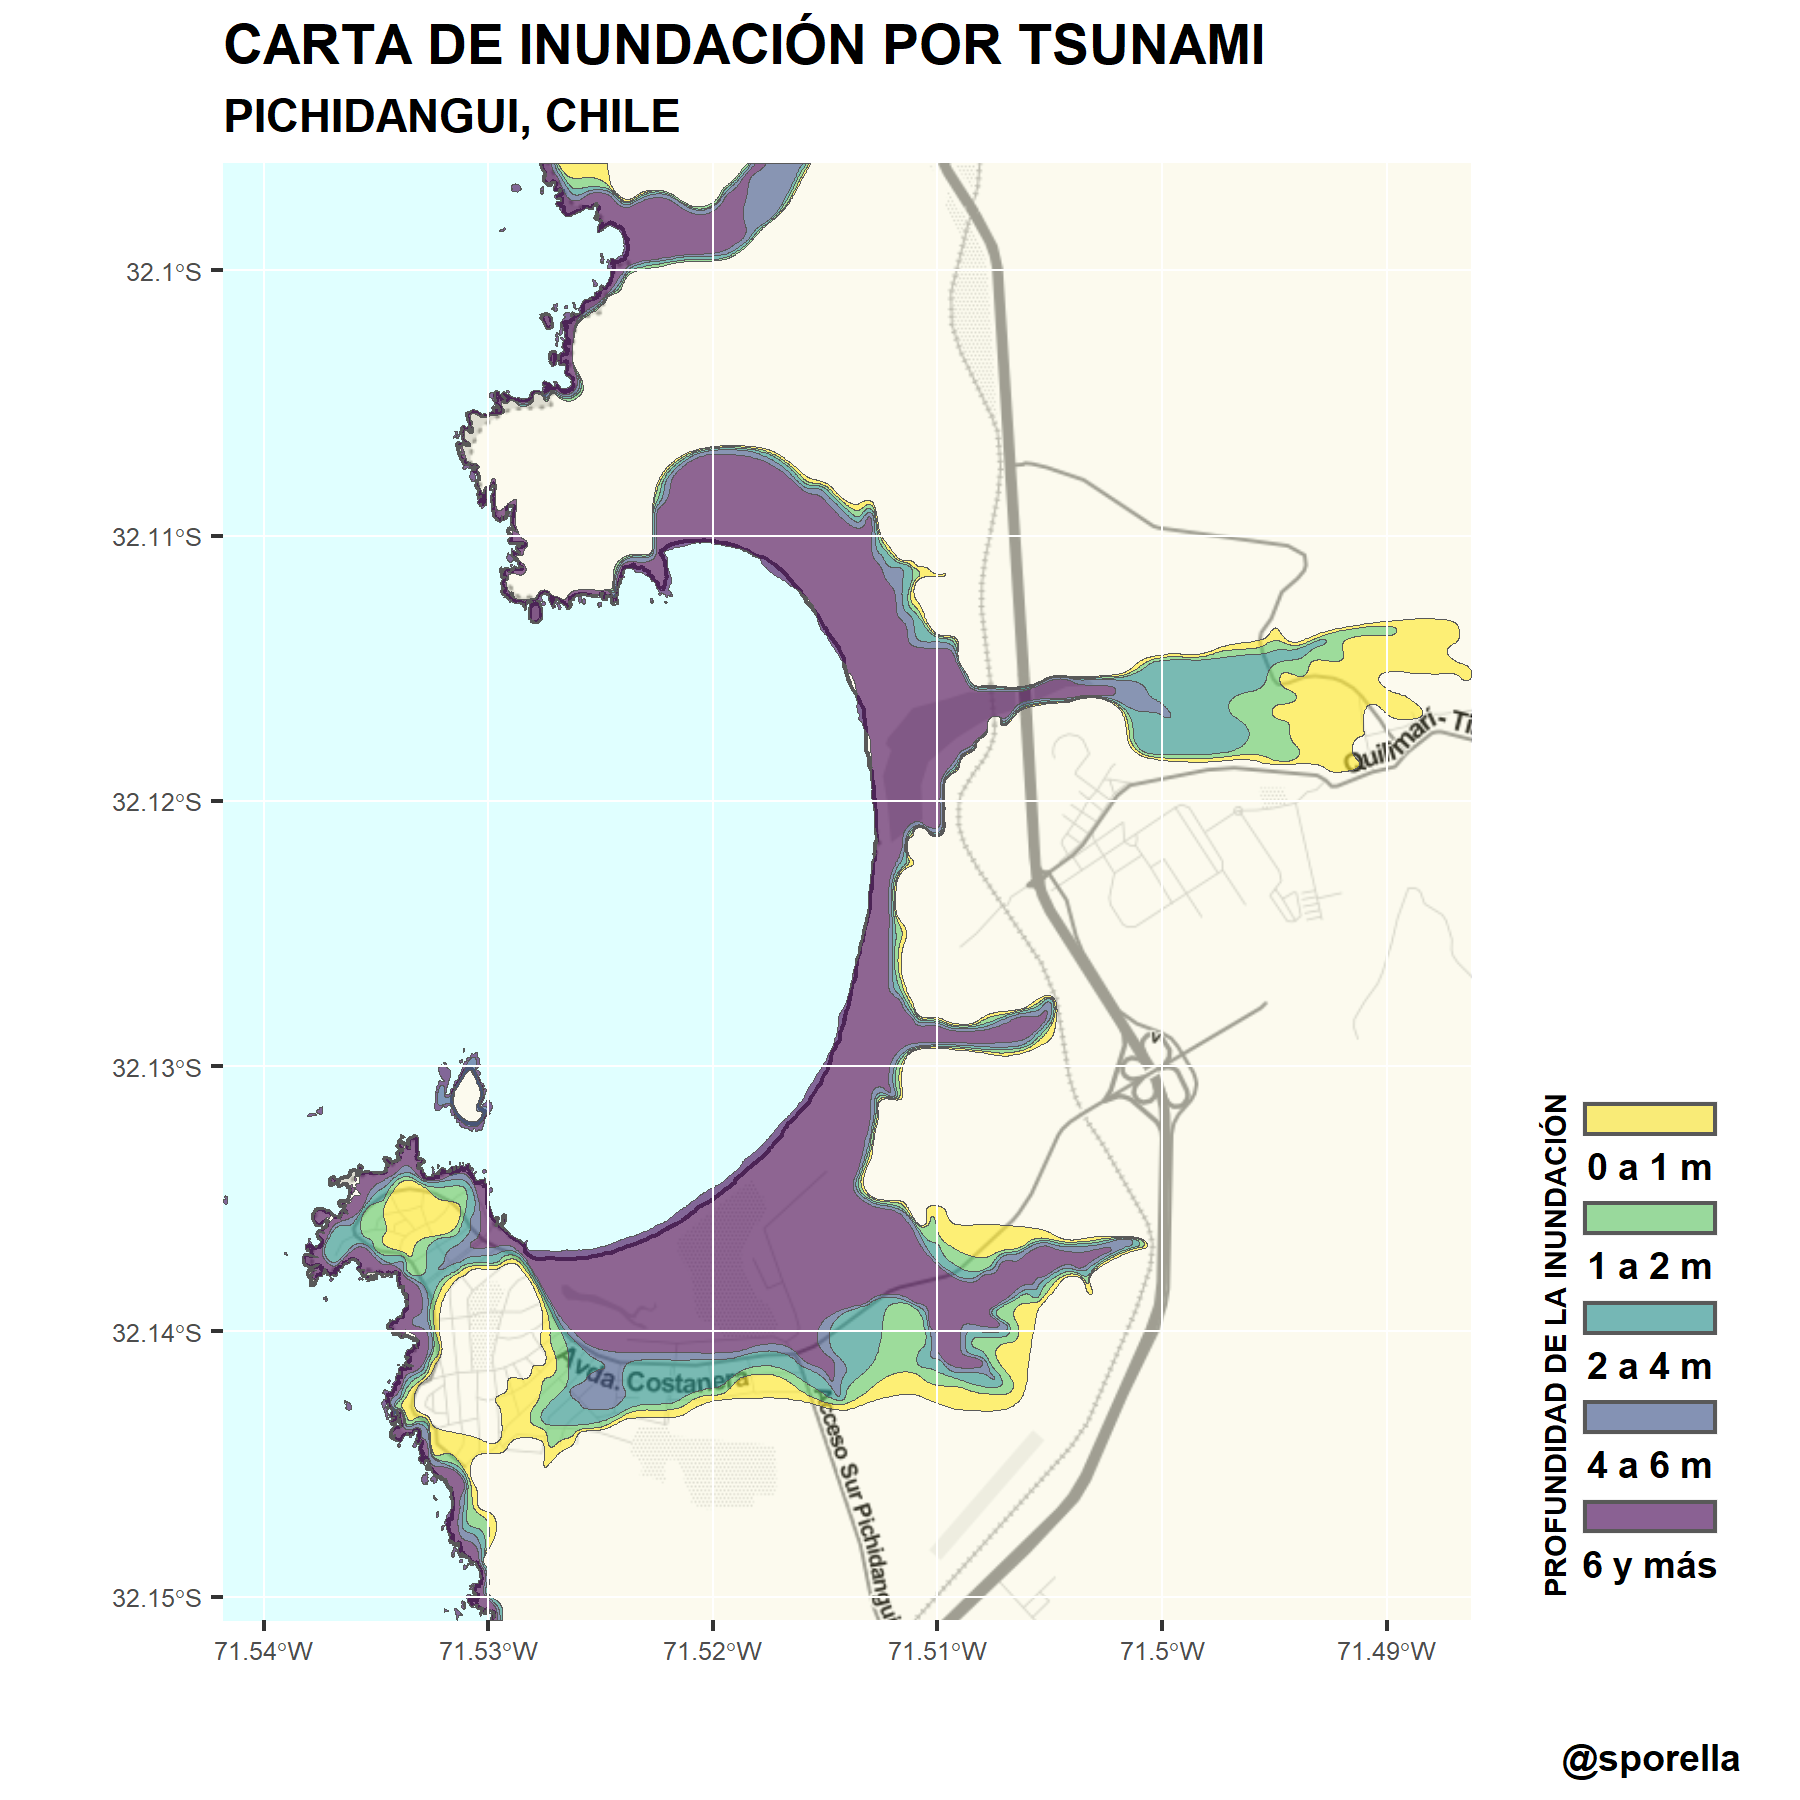 CARTA DE INUNDACIÓN POR TSUNAMI
PICHIDANGUI, CHILE
32.1°S
32.11°S
32.12°S
32.13°S
32.14°S
32.15°S
71.54°W
71.53°W
71.52°W
71.51°W
71.5°W
71.49°W
Quilimarí - Ti
Avda. Costanera
Acceso Sur Pichidangui
PROFUNDIDAD DE LA INUNDACIÓN
0 a 1 m
1 a 2 m
2 a 4 m
4 a 6 m
6 y más
@sporella